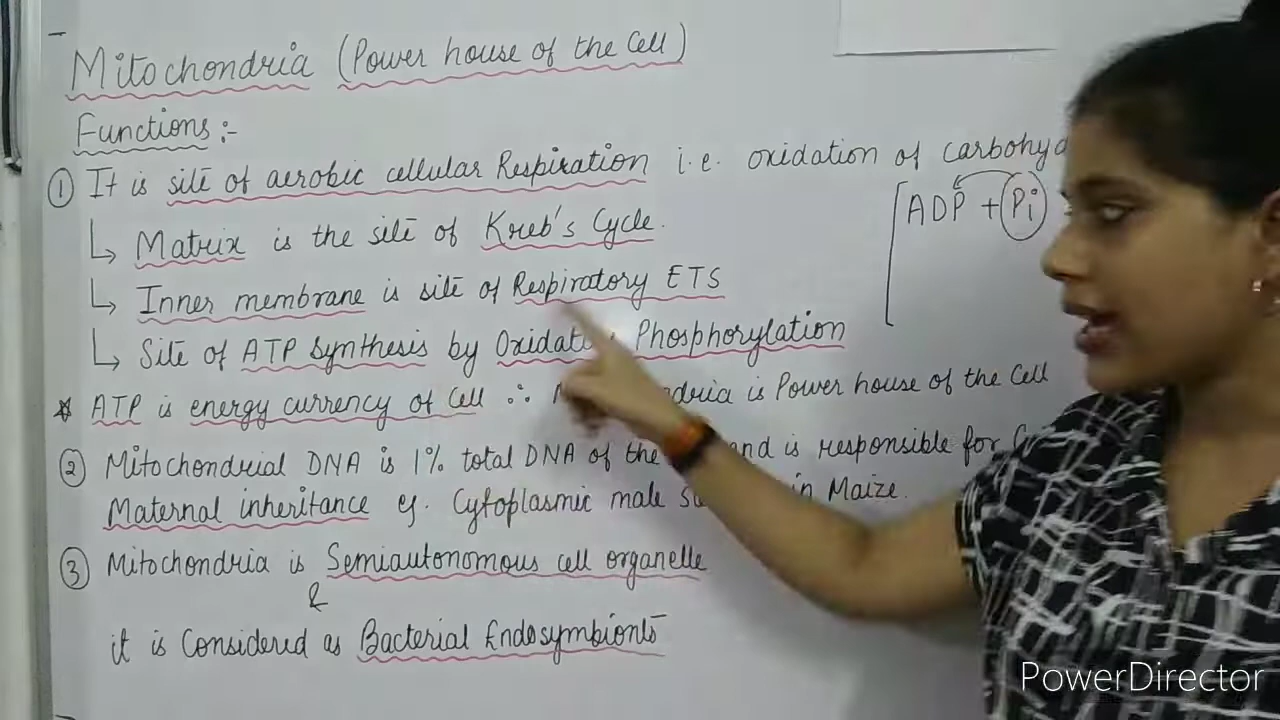 Mitochondria (Power house of the Cell)
Functions :-
① It is site of aerobic cellular Respiration i.e. oxidation of
↳ Matrix is the site of Kreb's Cycle.
[ADP + Pi
↳ Inner membrane is site of Respiratory ETS
↳ Site of ATP Synthesis by Phosphorylation
* ATP is energy currency of Cell ∴ is Power house of the Cell
② Mitochondrial DNA is 1% total DNA of the and is responsible for
Maternal inheritance eg. Cytoplasmic male in Maize.
③ Mitochondria is Semiautonomous cell organelle
&
it is Considered as Bacterial Endosymbionts
PowerDirector